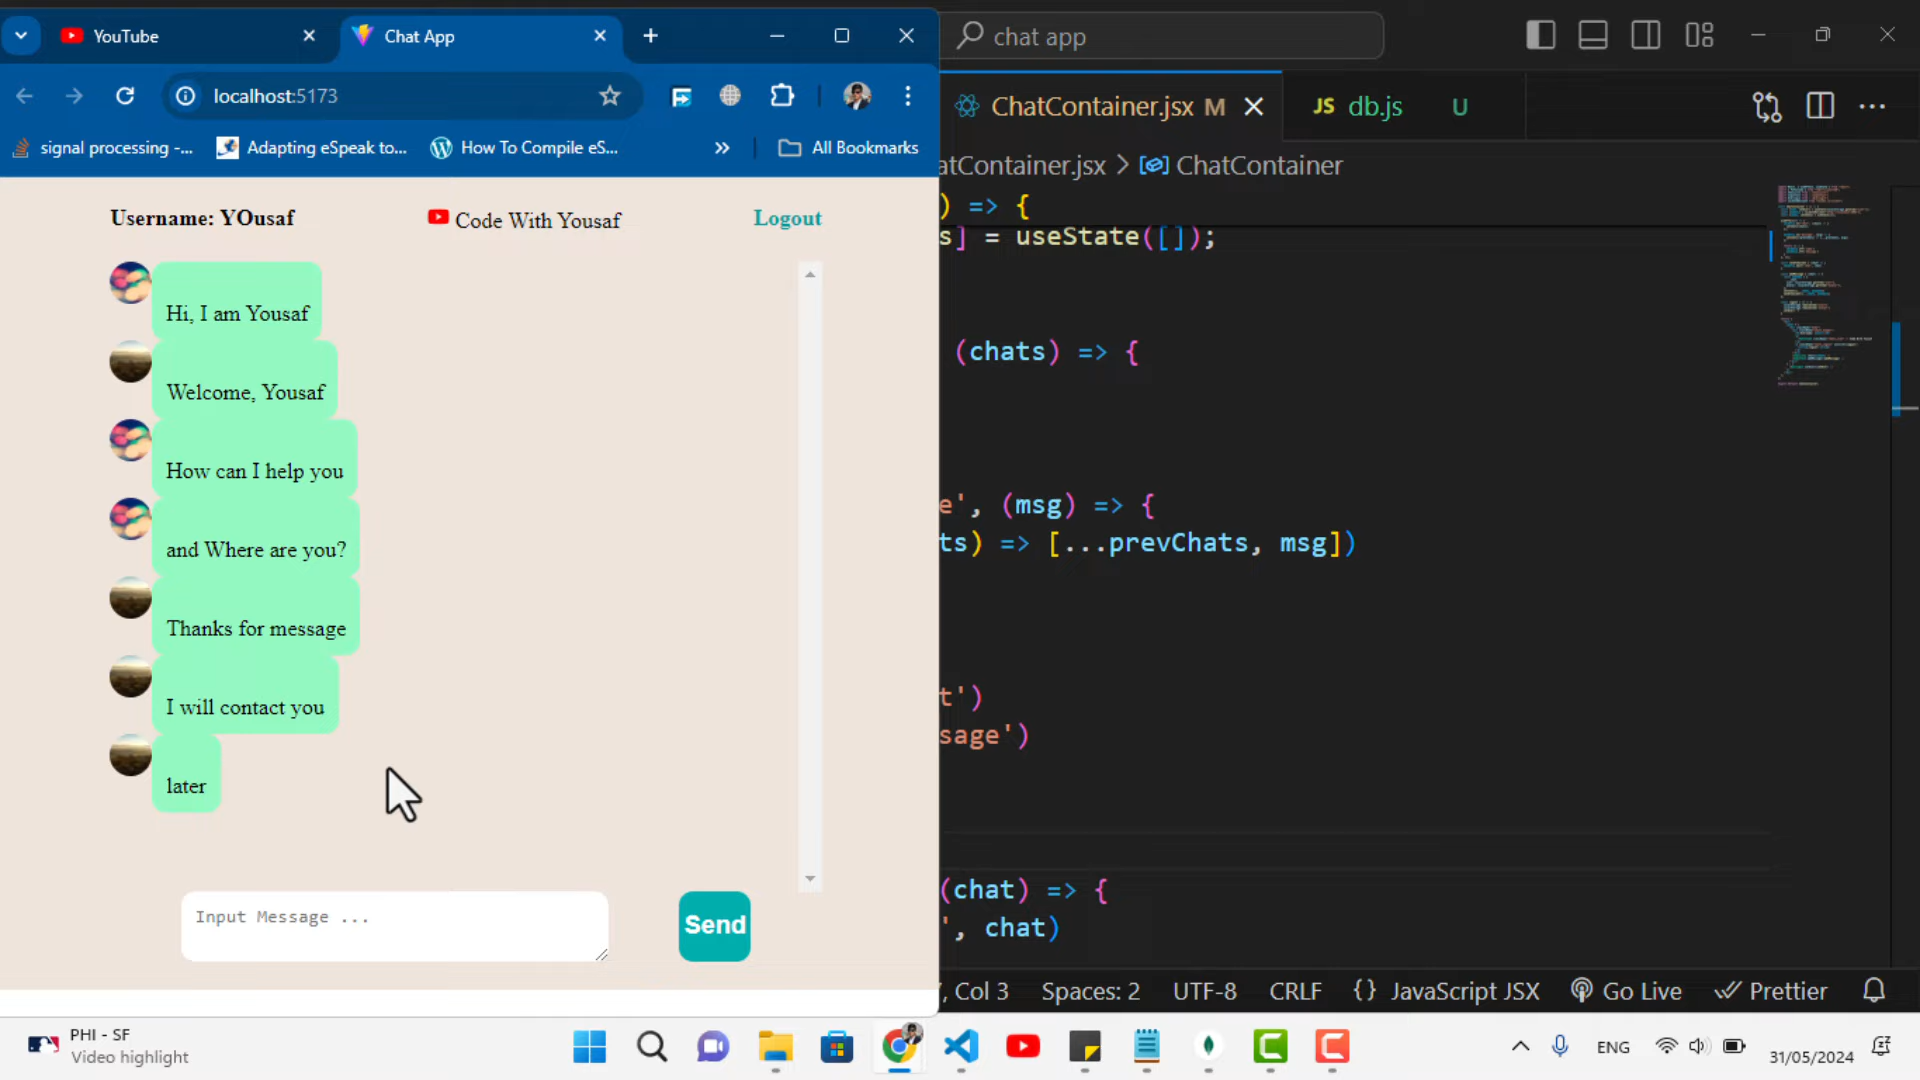 YouTube
Chat App
chat app
localhost:5173
signal processing -...
Adapting eSpeak to...
How To Compile eS...
All Bookmarks
ChatContainer.jsx M
JS db.js U
atContainer.jsx > ChatContainer
Username: YOusaf
Code With Yousaf
Logout
Hi, I am Yousaf
Welcome, Yousaf
How can I help you
and Where are you?
Thanks for message
I will contact you
later
Input Message ...
Send
) => {
s] = useState([]);
(chats) => {
e', (msg) => {
ts) => [...prevChats, msg])
t')
sage')
(chat) => {
', chat)
, Col 3
Spaces: 2
UTF-8
CRLF
{ } JavaScript JSX
Go Live
Prettier
PHI - SF
Video highlight
ENG
31/05/2024